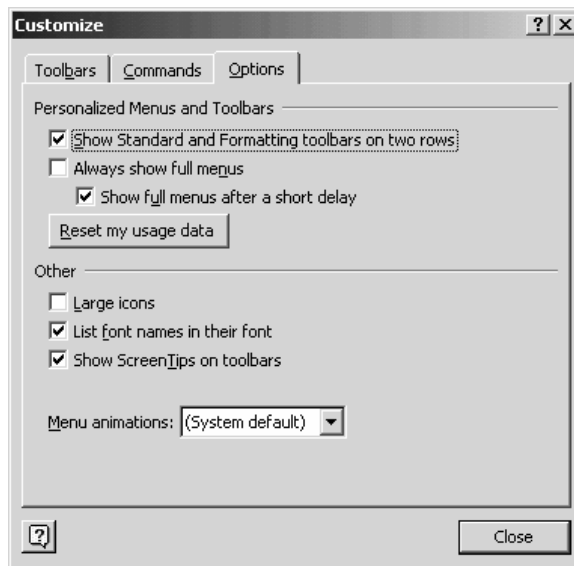 Customize
Toolbars Commands Options
Personalized Menus and Toolbars
Show Standard and Formatting toolbars on two rows
Always show full menus
Show full menus after a short delay
Reset my usage data
Other
Large icons
List font names in their font
Show ScreenTips on toolbars
Menu animations: (System default)
Close